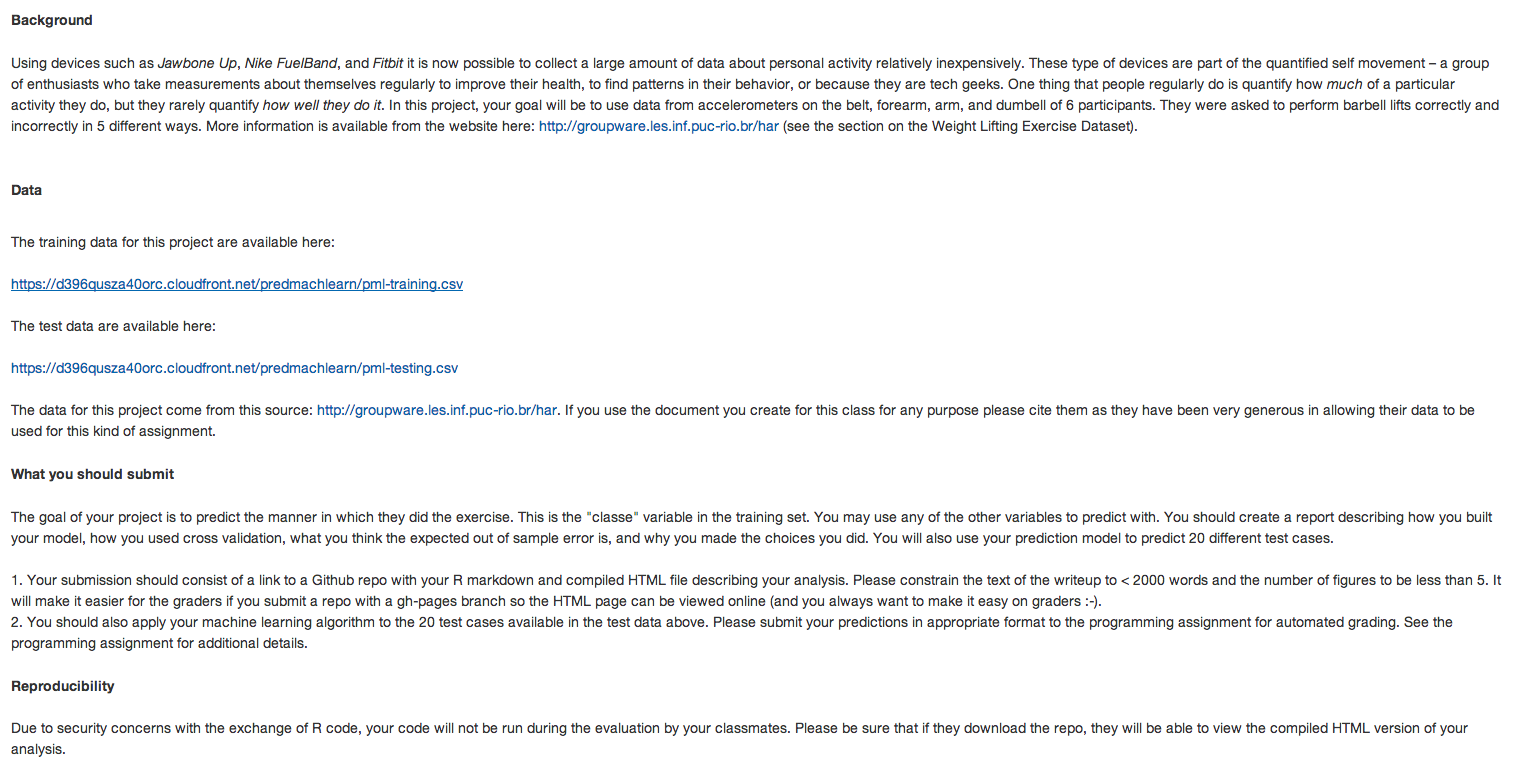 Background
Using devices such as Jawbone Up, Nike FuelBand, and Fitbit it is now possible to collect a large amount of data about personal activity relatively inexpensively. These type of devices are part of the quantified self movement – a group
of enthusiasts who take measurements about themselves regularly to improve their health, to find patterns in their behavior, or because they are tech geeks. One thing that people regularly do is quantify how much of a particular
activity they do, but they rarely quantify how well they do it. In this project, your goal will be to use data from accelerometers on the belt, forearm, arm, and dumbell of 6 participants. They were asked to perform barbell lifts correctly and
incorrectly in 5 different ways. More information is available from the website here: http://groupware.les.inf.puc-rio.br/har (see the section on the Weight Lifting Exercise Dataset).
Data
The training data for this project are available here:
https://d396qusza40orc.cloudfront.net/predmachlearn/pml-training.csv
The test data are available here:
https://d396qusza40orc.cloudfront.net/predmachlearn/pml-testing.csv
The data for this project come from this source: http://groupware.les.inf.puc-rio.br/har. If you use the document you create for this class for any purpose please cite them as they have been very generous in allowing their data to be
used for this kind of assignment.
What you should submit
The goal of your project is to predict the manner in which they did the exercise. This is the "classe" variable in the training set. You may use any of the other variables to predict with. You should create a report describing how you built
your model, how you used cross validation, what you think the expected out of sample error is, and why you made the choices you did. You will also use your prediction model to predict 20 different test cases.
1. Your submission should consist of a link to a Github repo with your R markdown and compiled HTML file describing your analysis. Please constrain the text of the writeup to < 2000 words and the number of figures to be less than 5. It
will make it easier for the graders if you submit a repo with a gh-pages branch so the HTML page can be viewed online (and you always want to make it easy on graders :-).
2. You should also apply your machine learning algorithm to the 20 test cases available in the test data above. Please submit your predictions in appropriate format to the programming assignment for automated grading. See the
programming assignment for additional details.
Reproducibility
Due to security concerns with the exchange of R code, your code will not be run during the evaluation by your classmates. Please be sure that if they download the repo, they will be able to view the compiled HTML version of your
analysis.